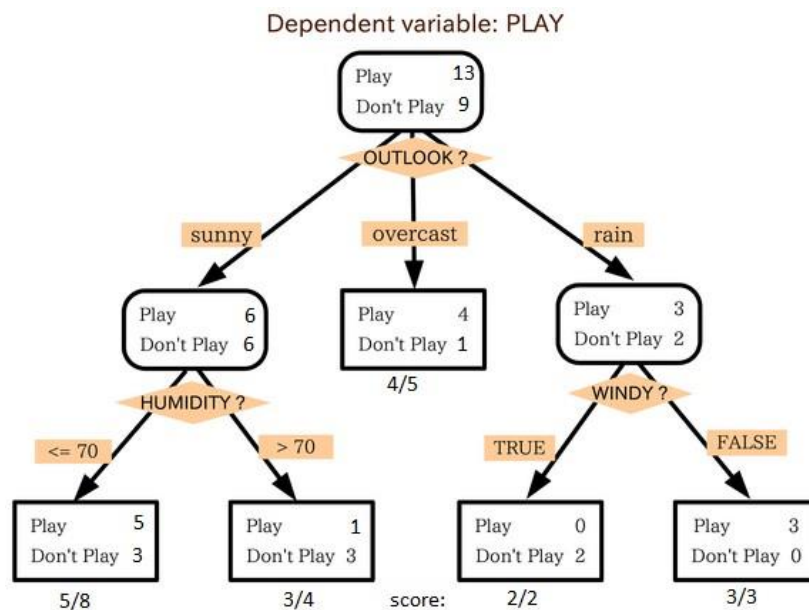 Dependent variable: PLAY
Play 13
Don't Play 9
OUTLOOK ?
sunny
overcast
rain
Play 6
Don't Play 6
Play 4
Don't Play 1
4/5
Play 3
Don't Play 2
HUMIDITY ?
WINDY ?
<= 70
> 70
TRUE
FALSE
Play 5
Don't Play 3
Play 1
Don't Play 3
Play 0
Don't Play 2
Play 3
Don't Play 0
5/8
3/4
score:
2/2
3/3